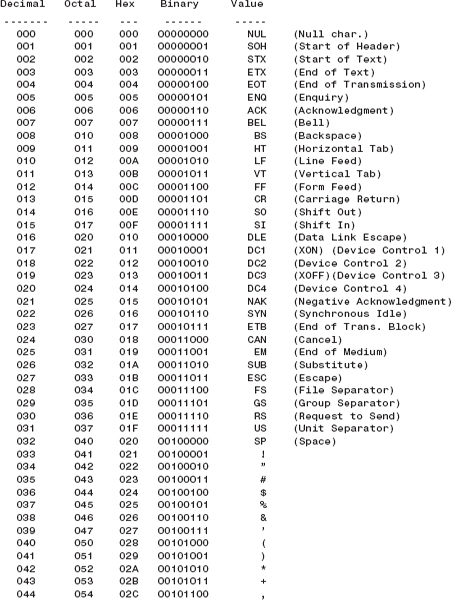 Decimal Octal Hex Binary Value
------- ----- --- ------ -----
000 000 000 00000000 NUL (Null char.)
001 001 001 00000001 SOH (Start of Header)
002 002 002 00000010 STX (Start of Text)
003 003 003 00000011 ETX (End of Text)
004 004 004 00000100 EOT (End of Transmission)
005 005 005 00000101 ENQ (Enquiry)
006 006 006 00000110 ACK (Acknowledgment)
007 007 007 00000111 BEL (Bell)
008 010 008 00001000 BS (Backspace)
009 011 009 00001001 HT (Horizontal Tab)
010 012 00A 00001010 LF (Line Feed)
011 013 00B 00001011 VT (Vertical Tab)
012 014 00C 00001100 FF (Form Feed)
013 015 00D 00001101 CR (Carriage Return)
014 016 00E 00001110 SO (Shift Out)
015 017 00F 00001111 SI (Shift In)
016 020 010 00010000 DLE (Data Link Escape)
017 021 011 00010001 DC1 (XON) (Device Control 1)
018 022 012 00010010 DC2 (Device Control 2)
019 023 013 00010011 DC3 (XOFF)(Device Control 3)
020 024 014 00010100 DC4 (Device Control 4)
021 025 015 00010101 NAK (Negative Acknowledgment)
022 026 016 00010110 SYN (Synchronous Idle)
023 027 017 00010111 ETB (End of Trans. Block)
024 030 018 00011000 CAN (Cancel)
025 031 019 00011001 EM (End of Medium)
026 032 01A 00011010 SUB (Substitute)
027 033 01B 00011011 ESC (Escape)
028 034 01C 00011100 FS (File Separator)
029 035 01D 00011101 GS (Group Separator)
030 036 01E 00011110 RS (Request to Send)
031 037 01F 00011111 US (Unit Separator)
032 040 020 00100000 SP (Space)
033 041 021 00100001 !
034 042 022 00100010 "
035 043 023 00100011 #
036 044 024 00100100 $
037 045 025 00100101 %
038 046 026 00100110 &
039 047 027 00100111 '
040 050 028 00101000 (
041 051 029 00101001 )
042 052 02A 00101010 *
043 053 02B 00101011 +
044 054 02C 00101100 ,